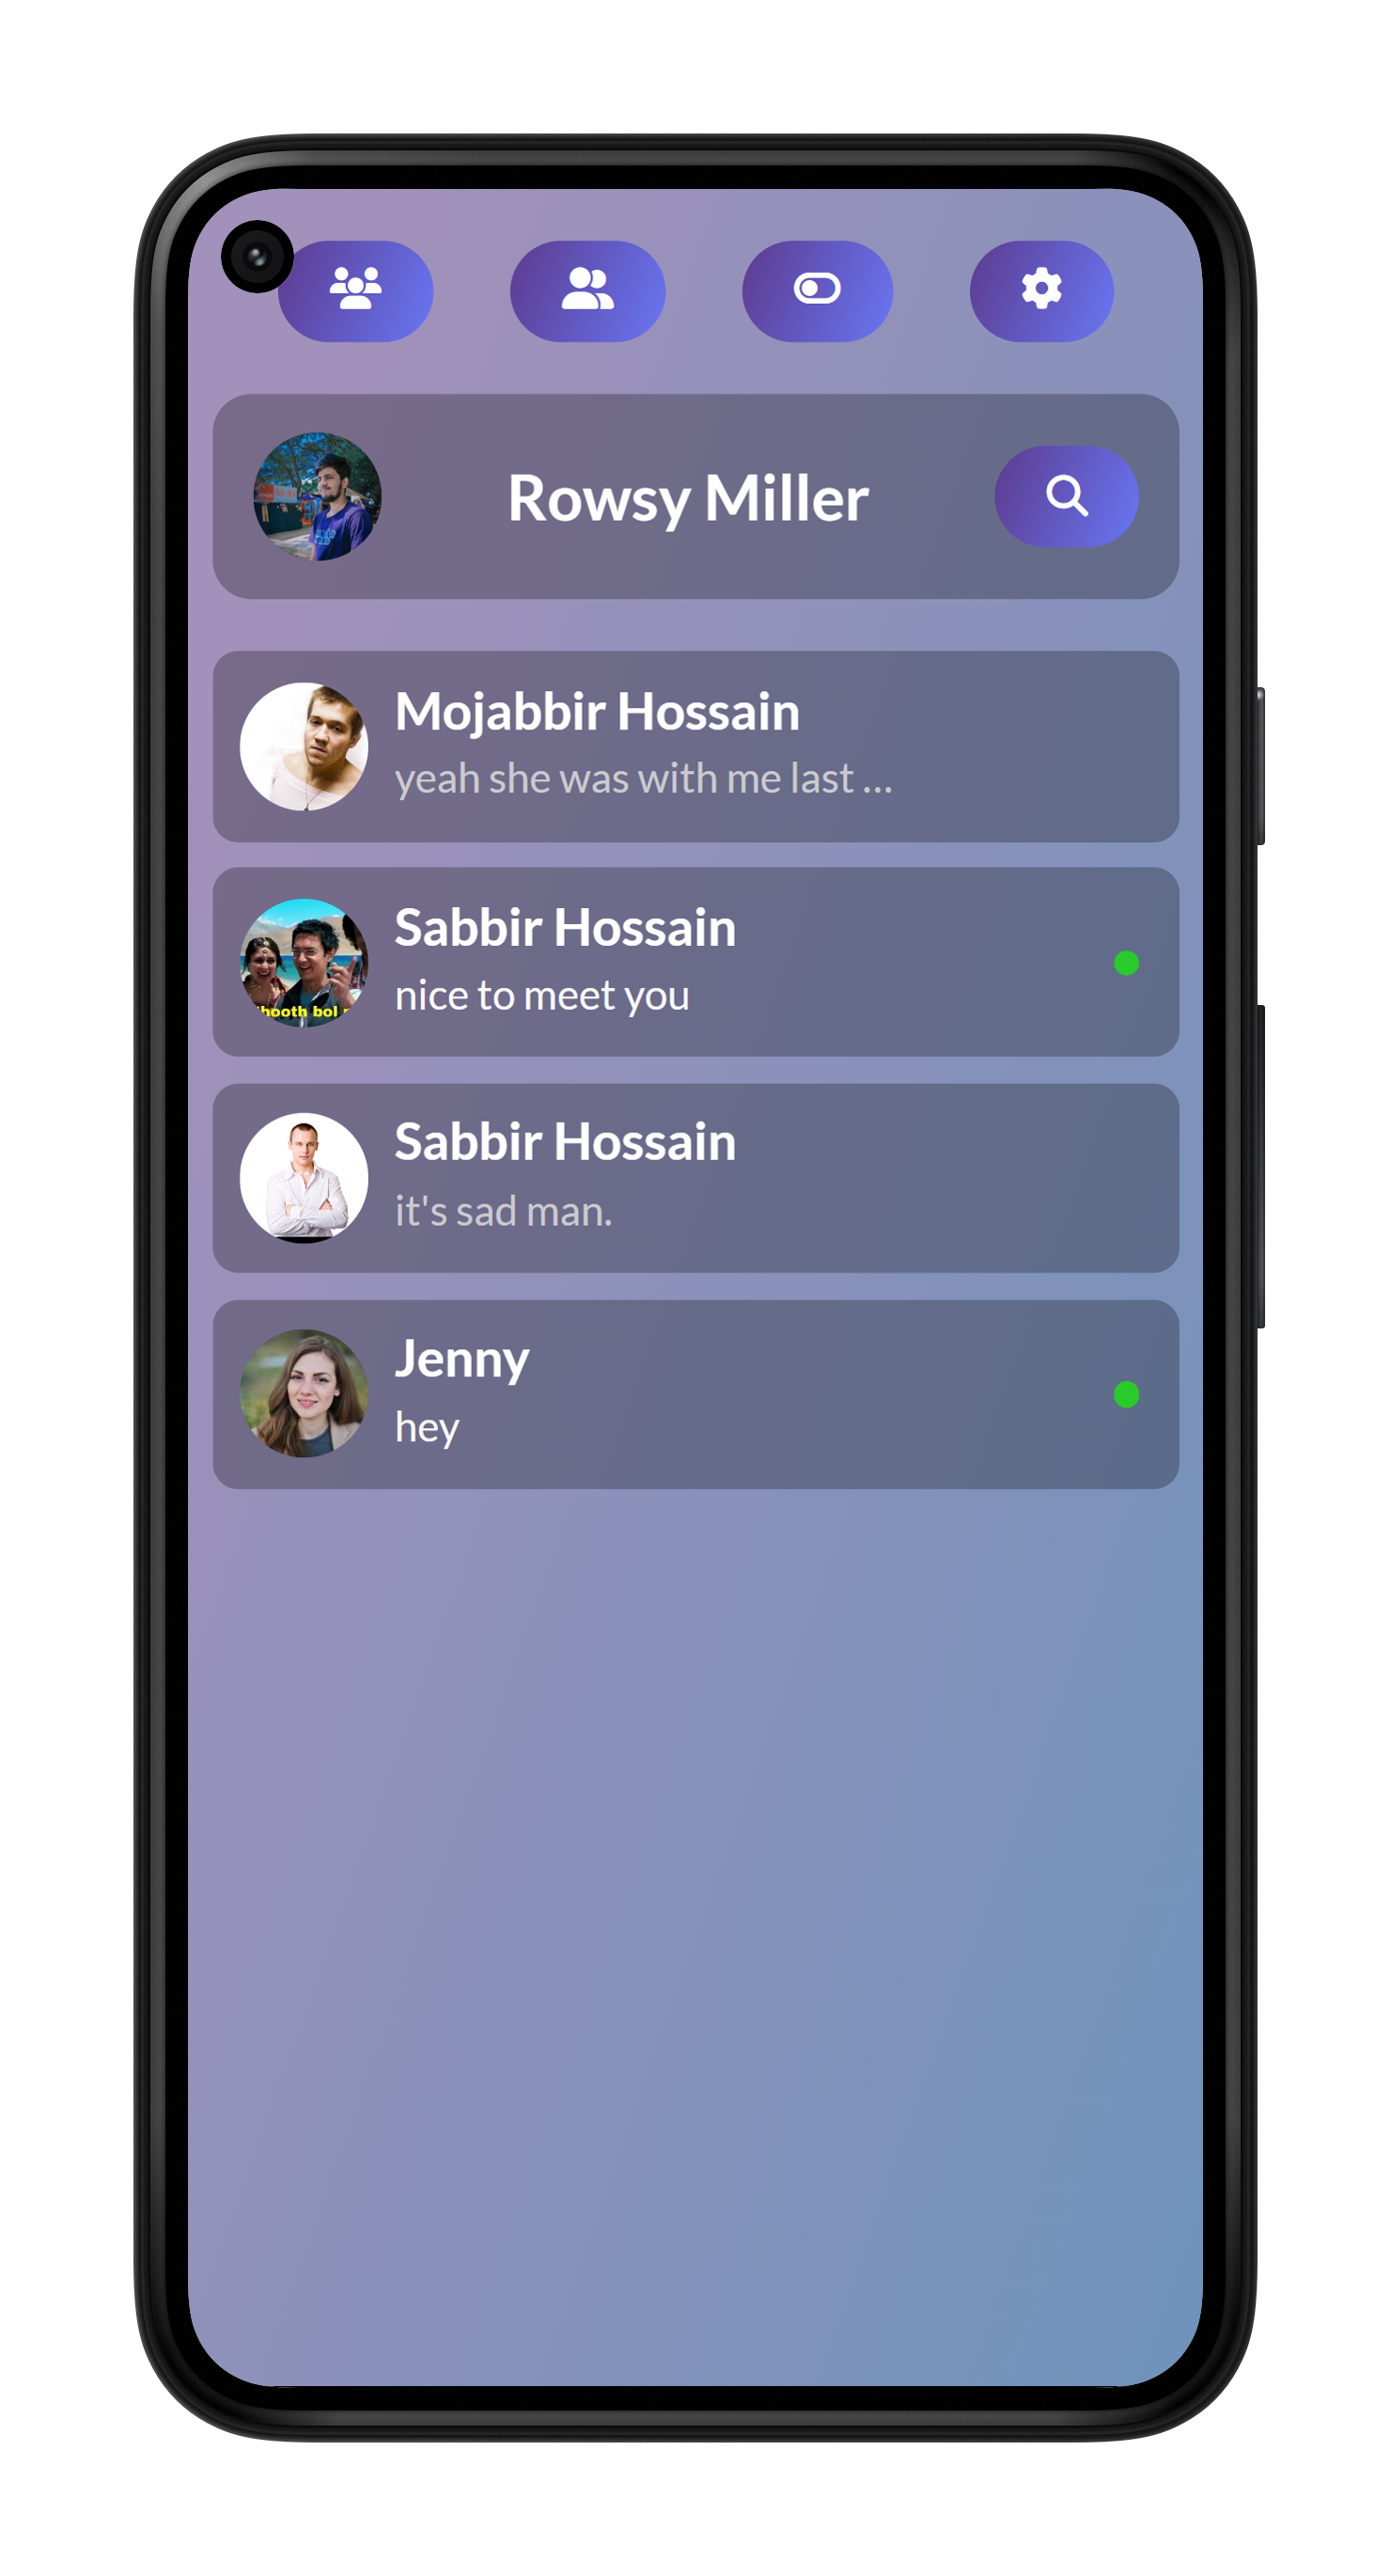 Rowsy Miller
Mojabbir Hossain
yeah she was with me last ...
Sabbir Hossain
nice to meet you
hooth bol
Sabbir Hossain
it's sad man.
Jenny
hey